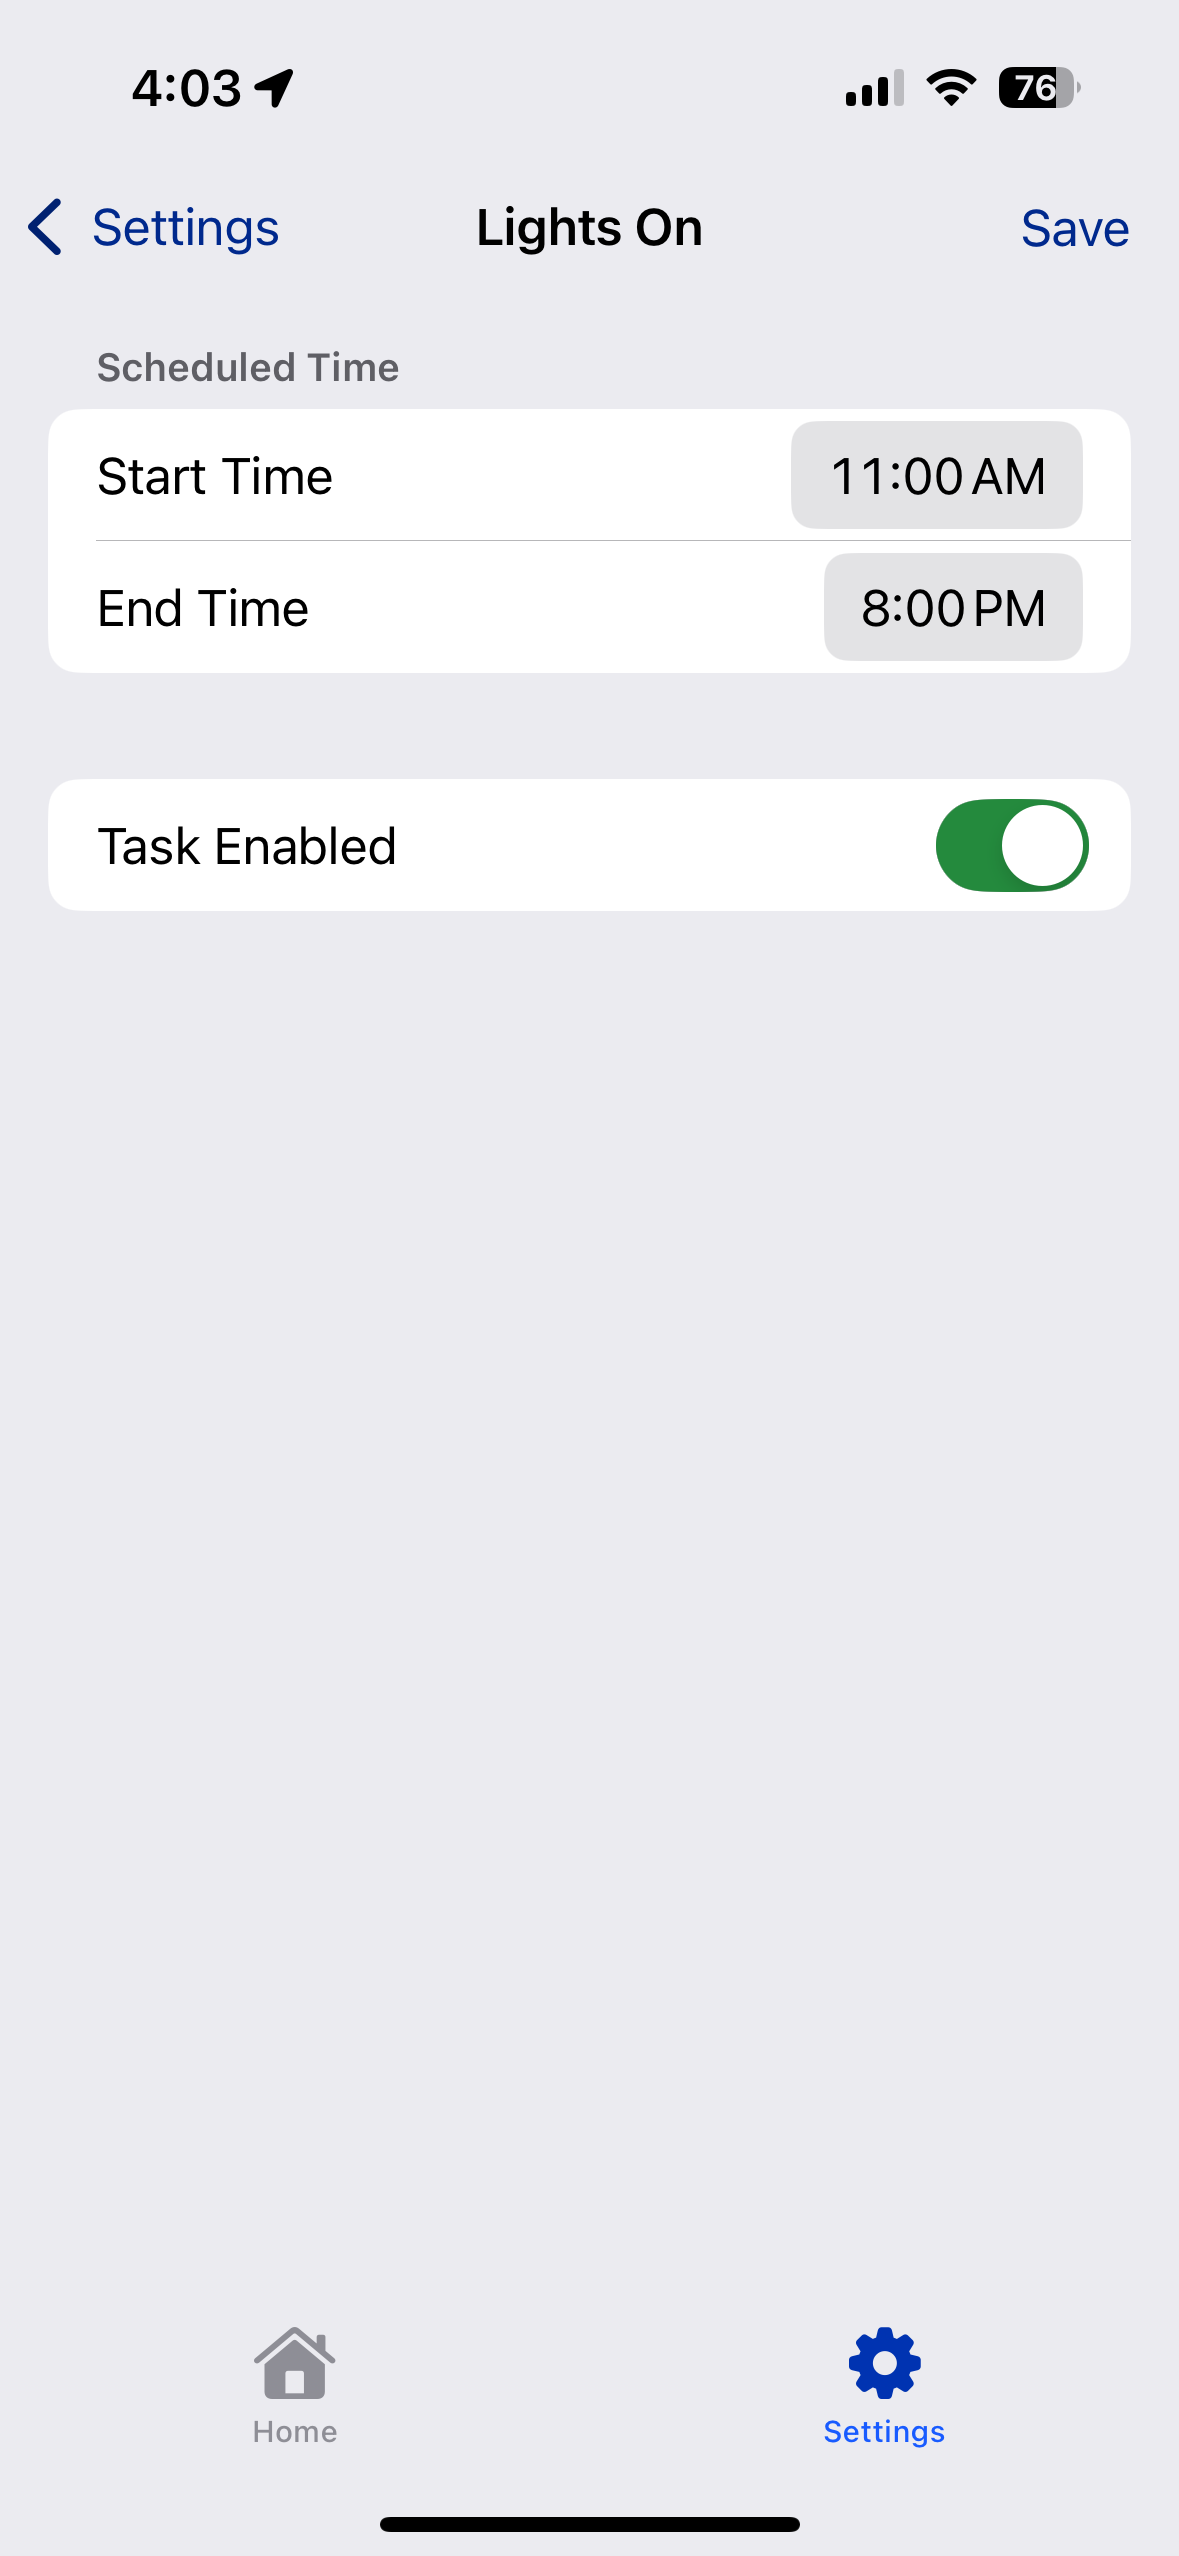 4:03 76
Settings Lights On Save
Scheduled Time
Start Time 11:00 AM
End Time 8:00 PM
Task Enabled
Home Settings